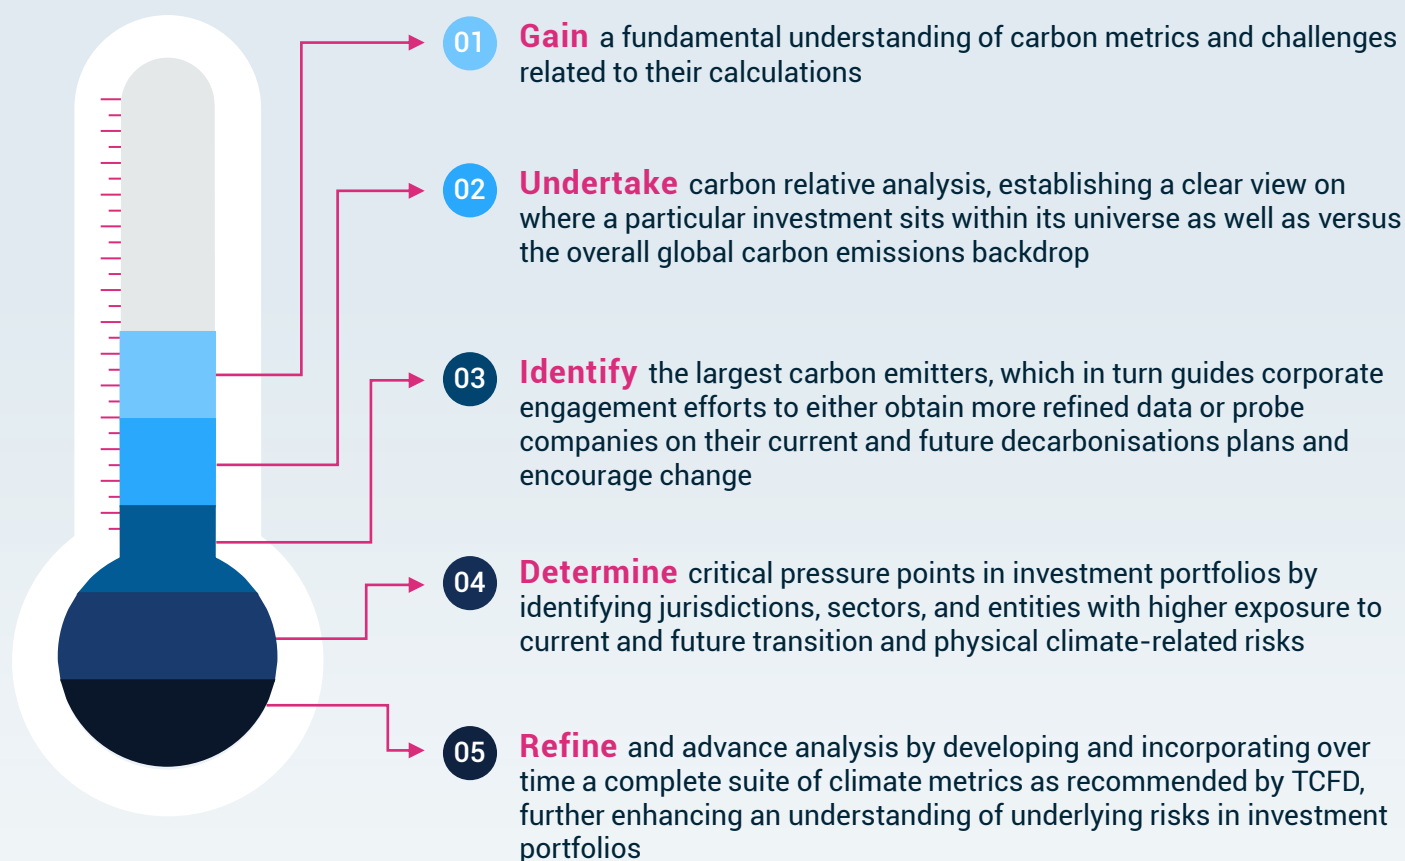 01
Gain a fundamental understanding of carbon metrics and challenges
related to their calculations
02
Undertake carbon relative analysis, establishing a clear view on
where a particular investment sits within its universe as well as versus
the overall global carbon emissions backdrop
03
Identify the largest carbon emitters, which in turn guides corporate
engagement efforts to either obtain more refined data or probe
companies on their current and future decarbonisations plans and
encourage change
04
Determine critical pressure points in investment portfolios by
identifying jurisdictions, sectors, and entities with higher exposure to
current and future transition and physical climate-related risks
05
Refine and advance analysis by developing and incorporating over
time a complete suite of climate metrics as recommended by TCFD,
further enhancing an understanding of underlying risks in investment
portfolios